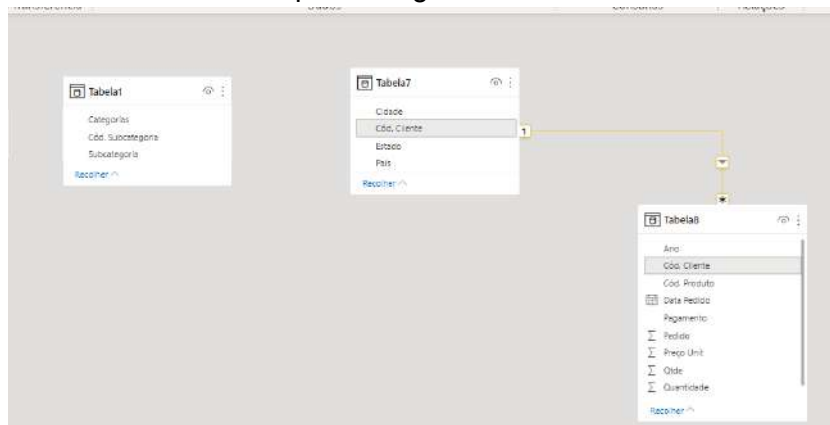 Tabela1
Categorias
Cód. Subcategoria
Subcategoria
Recolher
Tabela7
Cidade
Cód. Cliente
Estado
País
Recolher
1
*
Tabela8
Ano
Cód. Cliente
Cód. Produto
Data Pedido
Pagamento
Pedido
Preço Unit
Qtde
Quantidade
Recolher